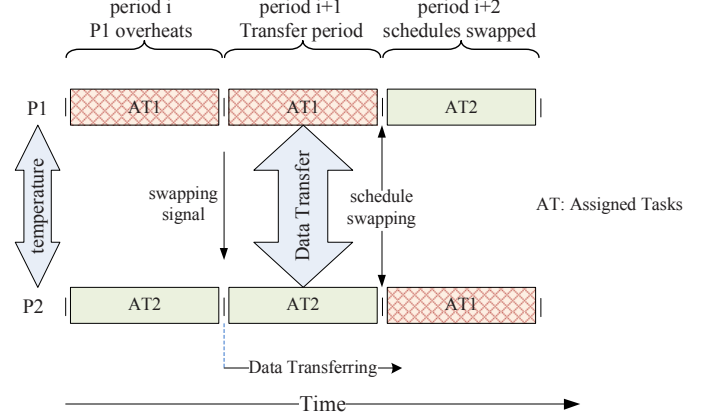 period i
P1 overheats
period i+1
Transfer period
period i+2
schedules swapped
P1
AT1
AT1
AT2
temperature
swapping
signal
Data Transfer
schedule
swapping
AT: Assigned Tasks
P2
AT2
AT2
AT1
Data Transferring
Time